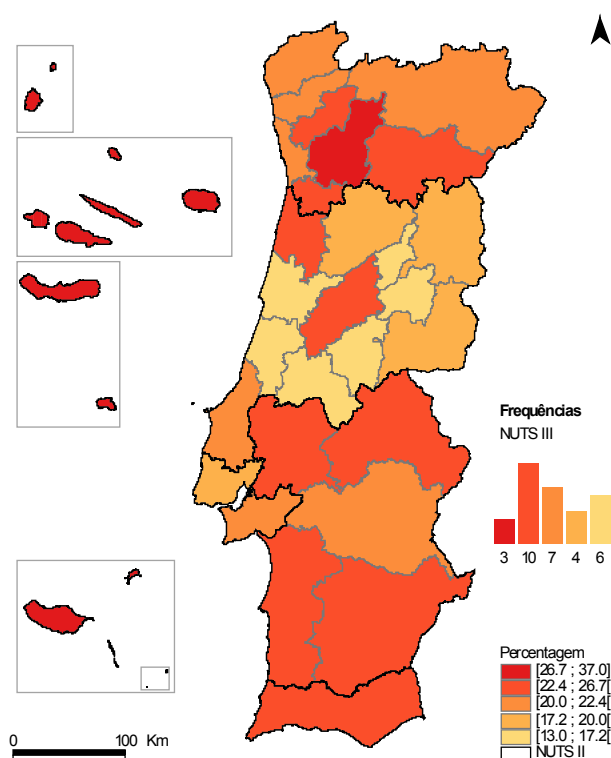 Frequências
NUTS III
3 10 7 4 6
Percentagem
[26.7 ; 37.0]
[22.4 ; 26.7[
[20.0 ; 22.4[
[17.2 ; 20.0[
[13.0 ; 17.2[
NUTS II
0 100 Km